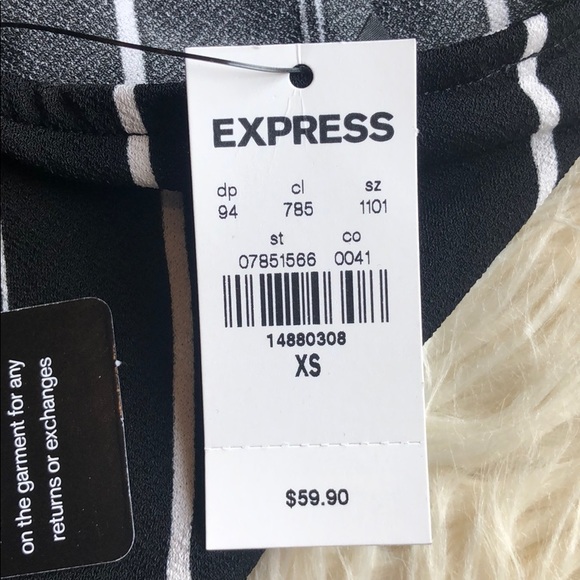 EXPRESS
dp cl sz
94 785 1101
st co
07851566 0041
14880308
XS
$59.90
on the garment for any
returns or exchanges